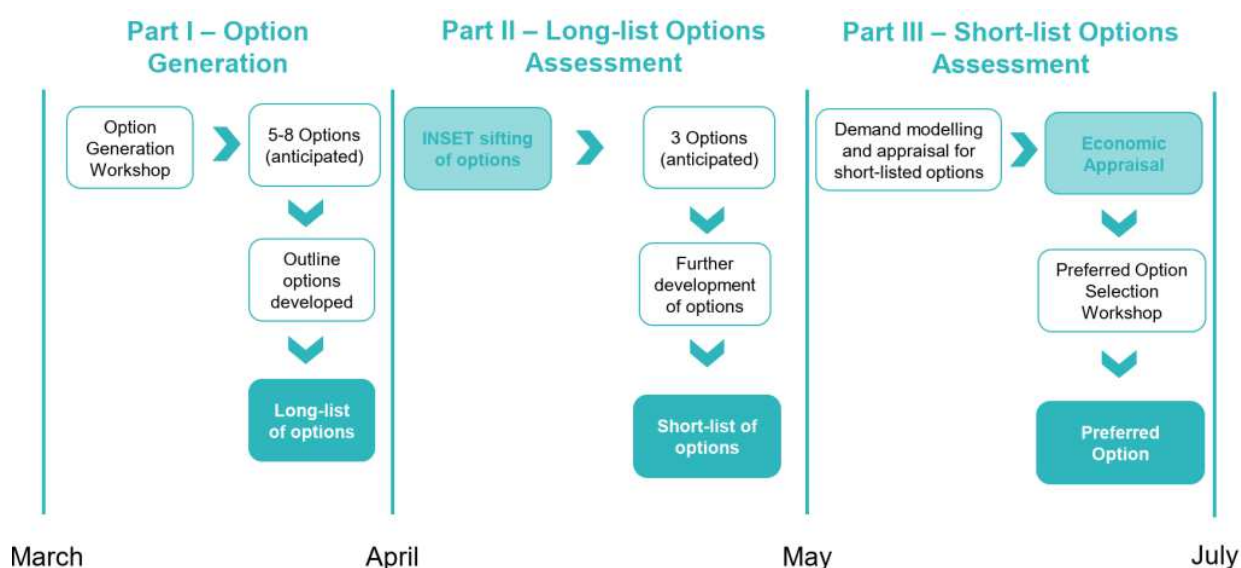 Part I – Option
Generation
Part II – Long-list Options
Assessment
Part III – Short-list Options
Assessment
Option
Generation
Workshop
5-8 Options
(anticipated)
Outline
options
developed
Long-list
of options
INSET sifting
of options
3 Options
(anticipated)
Further
development
of options
Short-list of
options
Demand modelling
and appraisal for
short-listed options
Economic
Appraisal
Preferred Option
Selection
Workshop
Preferred
Option
March
April
May
July